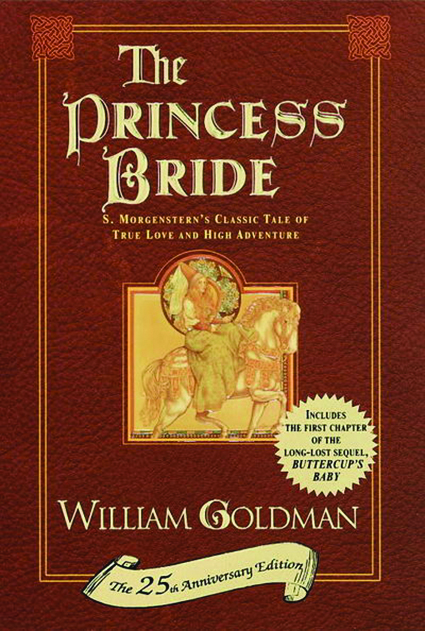 The
PRINCESS
BRIDE
S. MORGENSTERN'S CLASSIC TALE OF
TRUE LOVE AND HIGH ADVENTURE
INCLUDES
THE FIRST CHAPTER
OF THE
LONG-LOST SEQUEL,
BUTTERCUP'S
BABY
WILLIAM GOLDMAN
The 25th Anniversary Edition